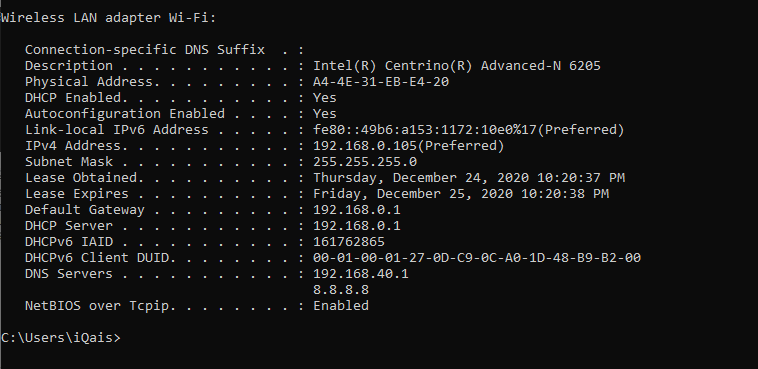 Wireless LAN adapter Wi-Fi:
Connection-specific DNS Suffix  . :
Description . . . . . . . . . . . : Intel(R) Centrino(R) Advanced-N 6205
Physical Address. . . . . . . . . : A4-4E-31-EB-E4-20
DHCP Enabled. . . . . . . . . . . : Yes
Autoconfiguration Enabled . . . . : Yes
Link-local IPv6 Address . . . . . : fe80::49b6:a153:1172:10e0%17(Preferred)
IPv4 Address. . . . . . . . . . . : 192.168.0.105(Preferred)
Subnet Mask . . . . . . . . . . . : 255.255.255.0
Lease Obtained. . . . . . . . . . : Thursday, December 24, 2020 10:20:37 PM
Lease Expires . . . . . . . . . . : Friday, December 25, 2020 10:20:38 PM
Default Gateway . . . . . . . . . : 192.168.0.1
DHCP Server . . . . . . . . . . . : 192.168.0.1
DHCPv6 IAID . . . . . . . . . . . : 161762865
DHCPv6 Client DUID. . . . . . . . : 00-01-00-01-27-0D-C9-0C-A0-1D-48-B9-B2-00
DNS Servers . . . . . . . . . . . : 192.168.40.1
8.8.8.8
NetBIOS over Tcpip. . . . . . . . : Enabled
C:\Users\iQais>